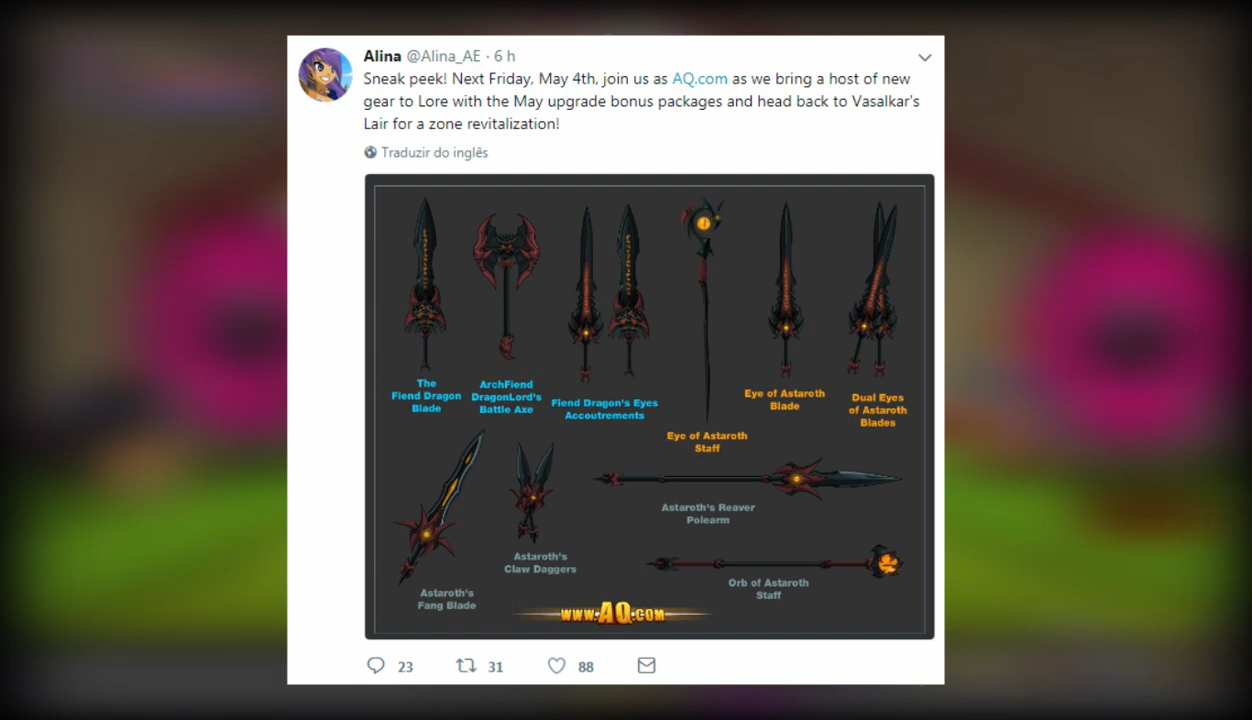 Alina @Alina_AE · 6 h
Sneak peek! Next Friday, May 4th, join us as AQ.com as we bring a host of new
gear to Lore with the May upgrade bonus packages and head back to Vasalkar's
Lair for a zone revitalization!
Traduzir do inglês
The
Fiend Dragon
Blade
ArchFiend
DragonLord's
Battle Axe
Fiend Dragon's Eyes
Accoutrements
Eye of Astaroth
Staff
Eye of Astaroth
Blade
Dual Eyes
of Astaroth
Blades
Astaroth's
Fang Blade
Astaroth's
Claw Daggers
Astaroth's Reaver
Polearm
Orb of Astaroth
Staff
WWW.AQ.COM
23 31 88